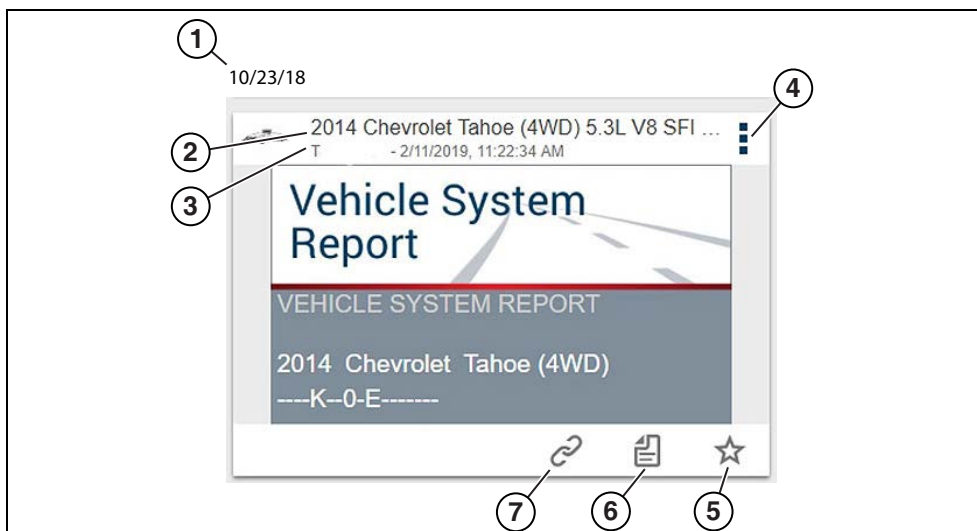 1
10/23/18
4
2014 Chevrolet Tahoe (4WD) 5.3L V8 SFI ...
2
T - 2/11/2019, 11:22:34 AM
3
Vehicle System
Report
VEHICLE SYSTEM REPORT
2014 Chevrolet Tahoe (4WD)
----K--0-E-------
7
6
5